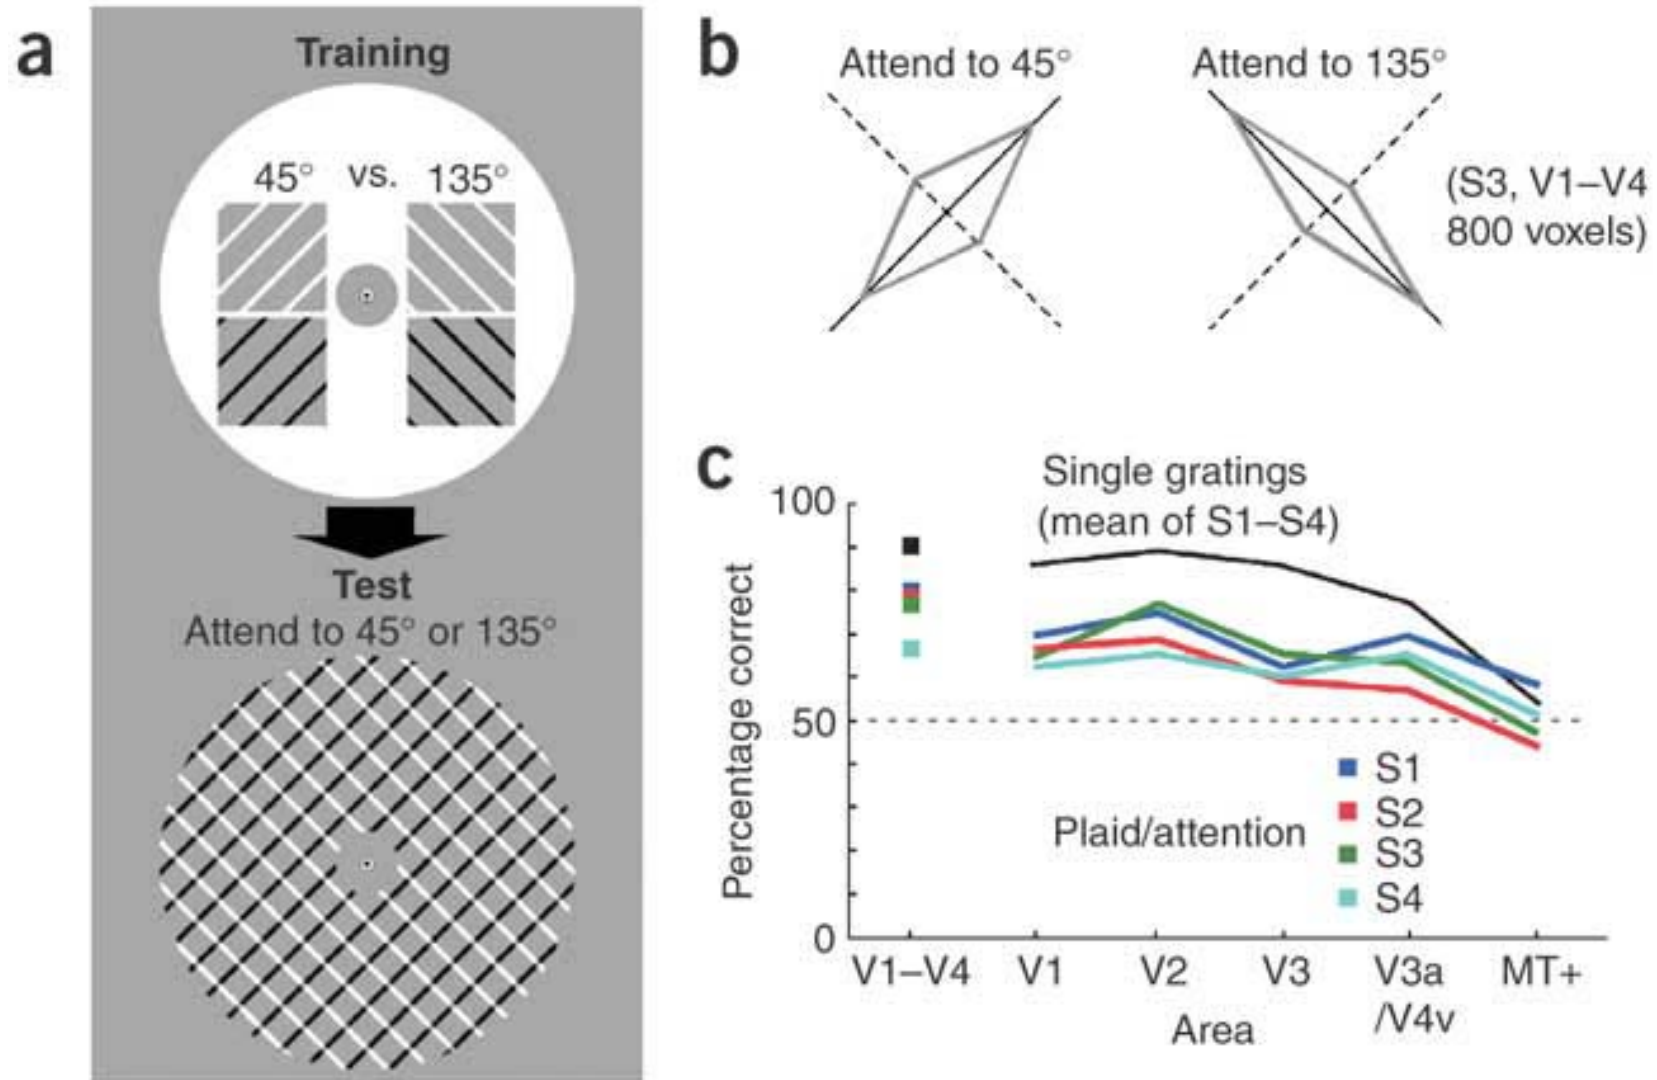 a
Training
45° vs. 135°
Test
Attend to 45° or 135°
b
Attend to 45°
Attend to 135°
(S3, V1–V4
800 voxels)
c
Single gratings
(mean of S1–S4)
Percentage correct
100
50
0
Plaid/attention
S1
S2
S3
S4
V1–V4 V1 V2 V3 V3a MT+
/V4v
Area